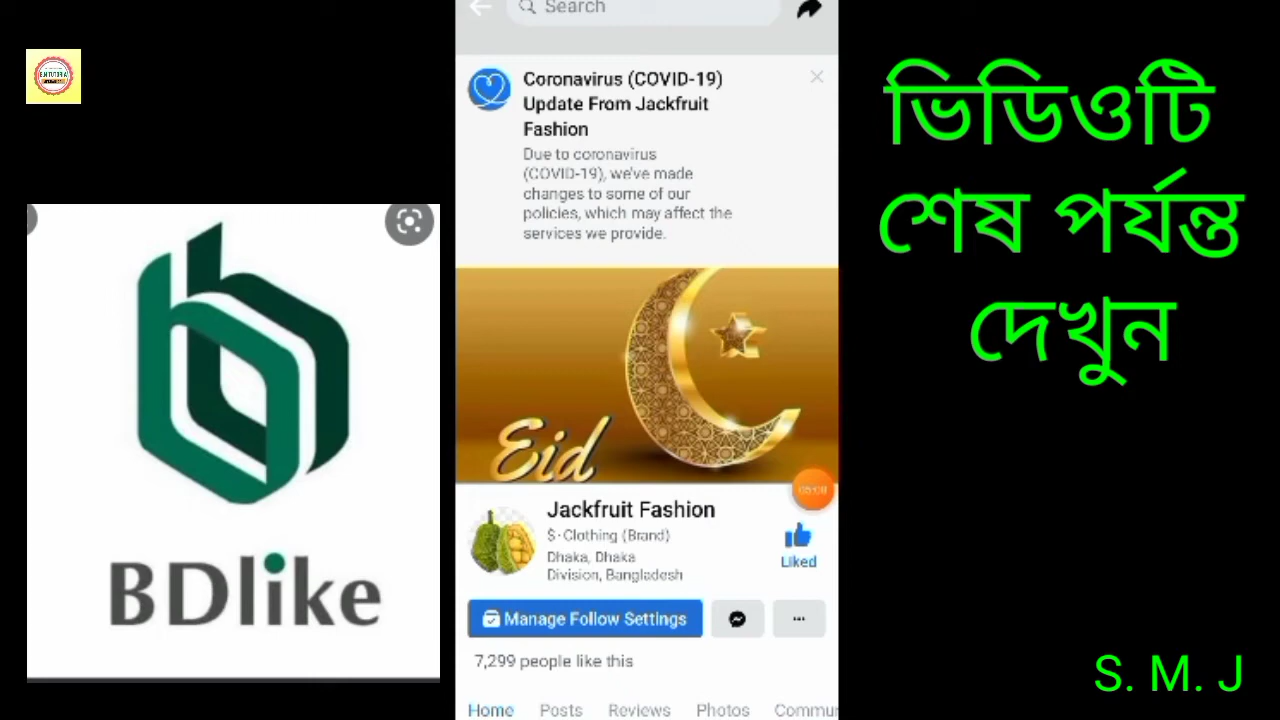 Search
Coronavirus (COVID-19)
Update From Jackfruit
Fashion
Due to coronavirus
(COVID-19), we've made
changes to some of our
policies, which may affect the
services we provide.
Eid
Jackfruit Fashion
$ · Clothing (Brand)
Dhaka, Dhaka
Division, Bangladesh
Liked
Manage Follow Settings
7,299 people like this
Home Posts Reviews Photos Commu
BDlike
ভিডিওটি
শেষ পর্যন্ত
দেখুন
S. M. J